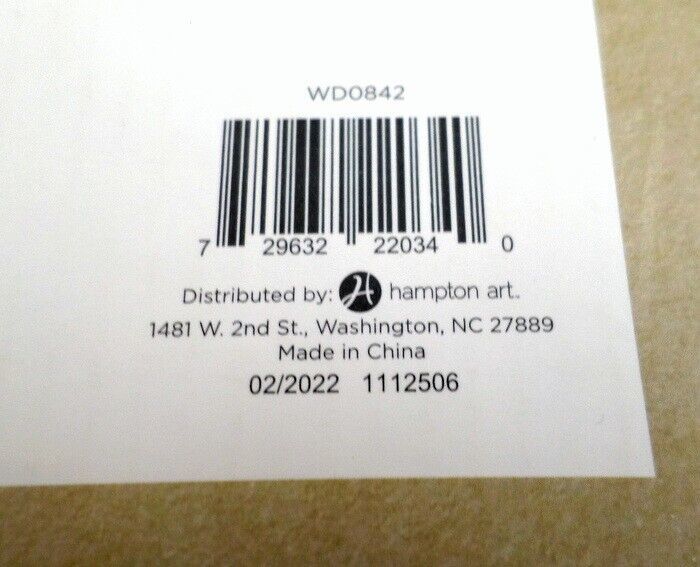 WD0842
7 29632 22034 0
Distributed by: H hampton art.
1481 W. 2nd St., Washington, NC 27889
Made in China
02/2022 1112506